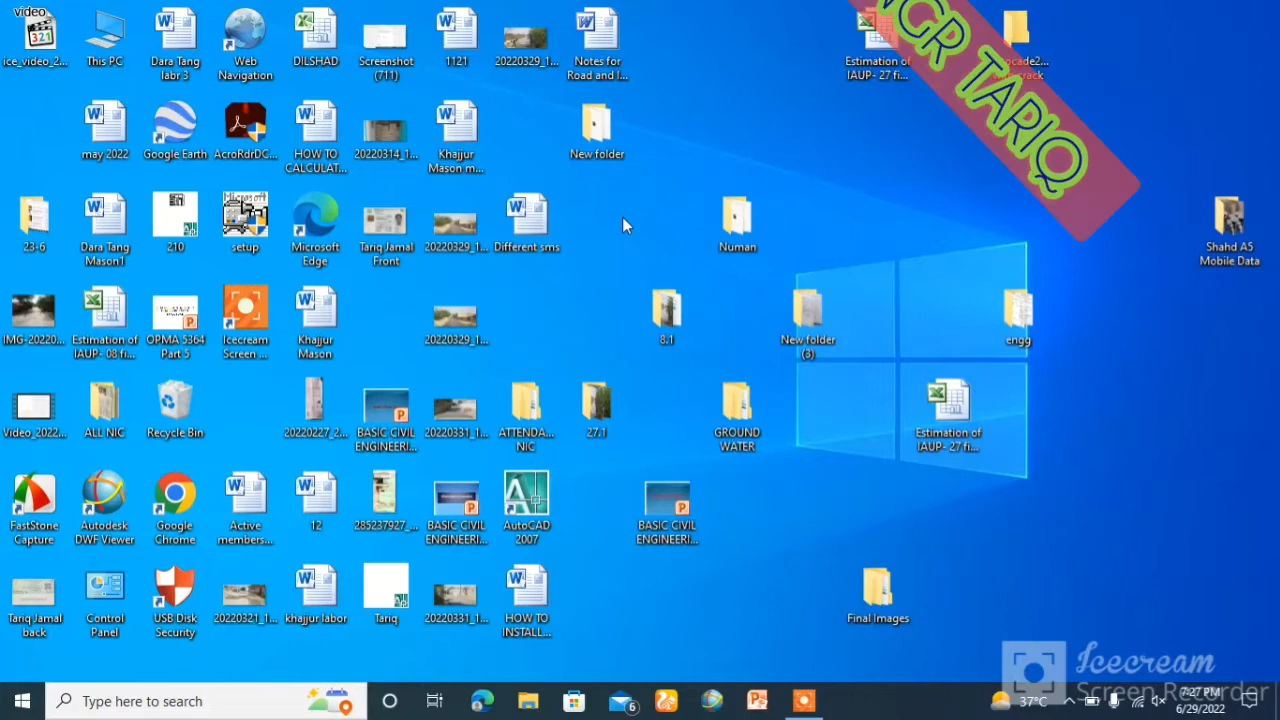 video
ice_video_2...
This PC
Dara Tang
labr 3
Web
Navigation
DILSHAD
Screenshot
(711)
1121
20220329_1...
Notes for
Road and I...
Estimation of
IAUP- 27 fi...
NGR TARIQ
may 2022
Google Earth
AcroRdrDC...
HOW TO
CALCULAT...
20220314_1...
Khajjur
Mason m...
New folder
23-6
Dara Tang
Mason1
210
setup
Microsoft
Edge
Tariq Jamal
Front
20220329_1...
Different sms
Numan
Shahd A5
Mobile Data
IMG-20220...
Estimation of
IAUP- 08 fi...
OPMA 5364
Part 5
Icecream
Screen ...
Khajjur
Mason
20220329_1...
8.1
New folder
(3)
engg
Video_2022...
ALL NIC
Recycle Bin
20220227_2...
BASIC CIVIL
ENGINEERI...
20220331_1...
ATTENDA...
NIC
27.1
GROUND
WATER
Estimation of
IAUP- 27 fi...
FastStone
Capture
Autodesk
DWF Viewer
Google
Chrome
Active
members...
12
285237927_...
BASIC CIVIL
ENGINEERI...
AutoCAD
2007
BASIC CIVIL
ENGINEERI...
Tariq Jamal
back
Control
Panel
USB Disk
Security
20220321_1...
khajjur labor
Tariq
20220331_1...
HOW TO
INSTALL...
Final Images
Icecream
Screen Recorder
Type here to search
6
37°C
7:27 PM
6/29/2022